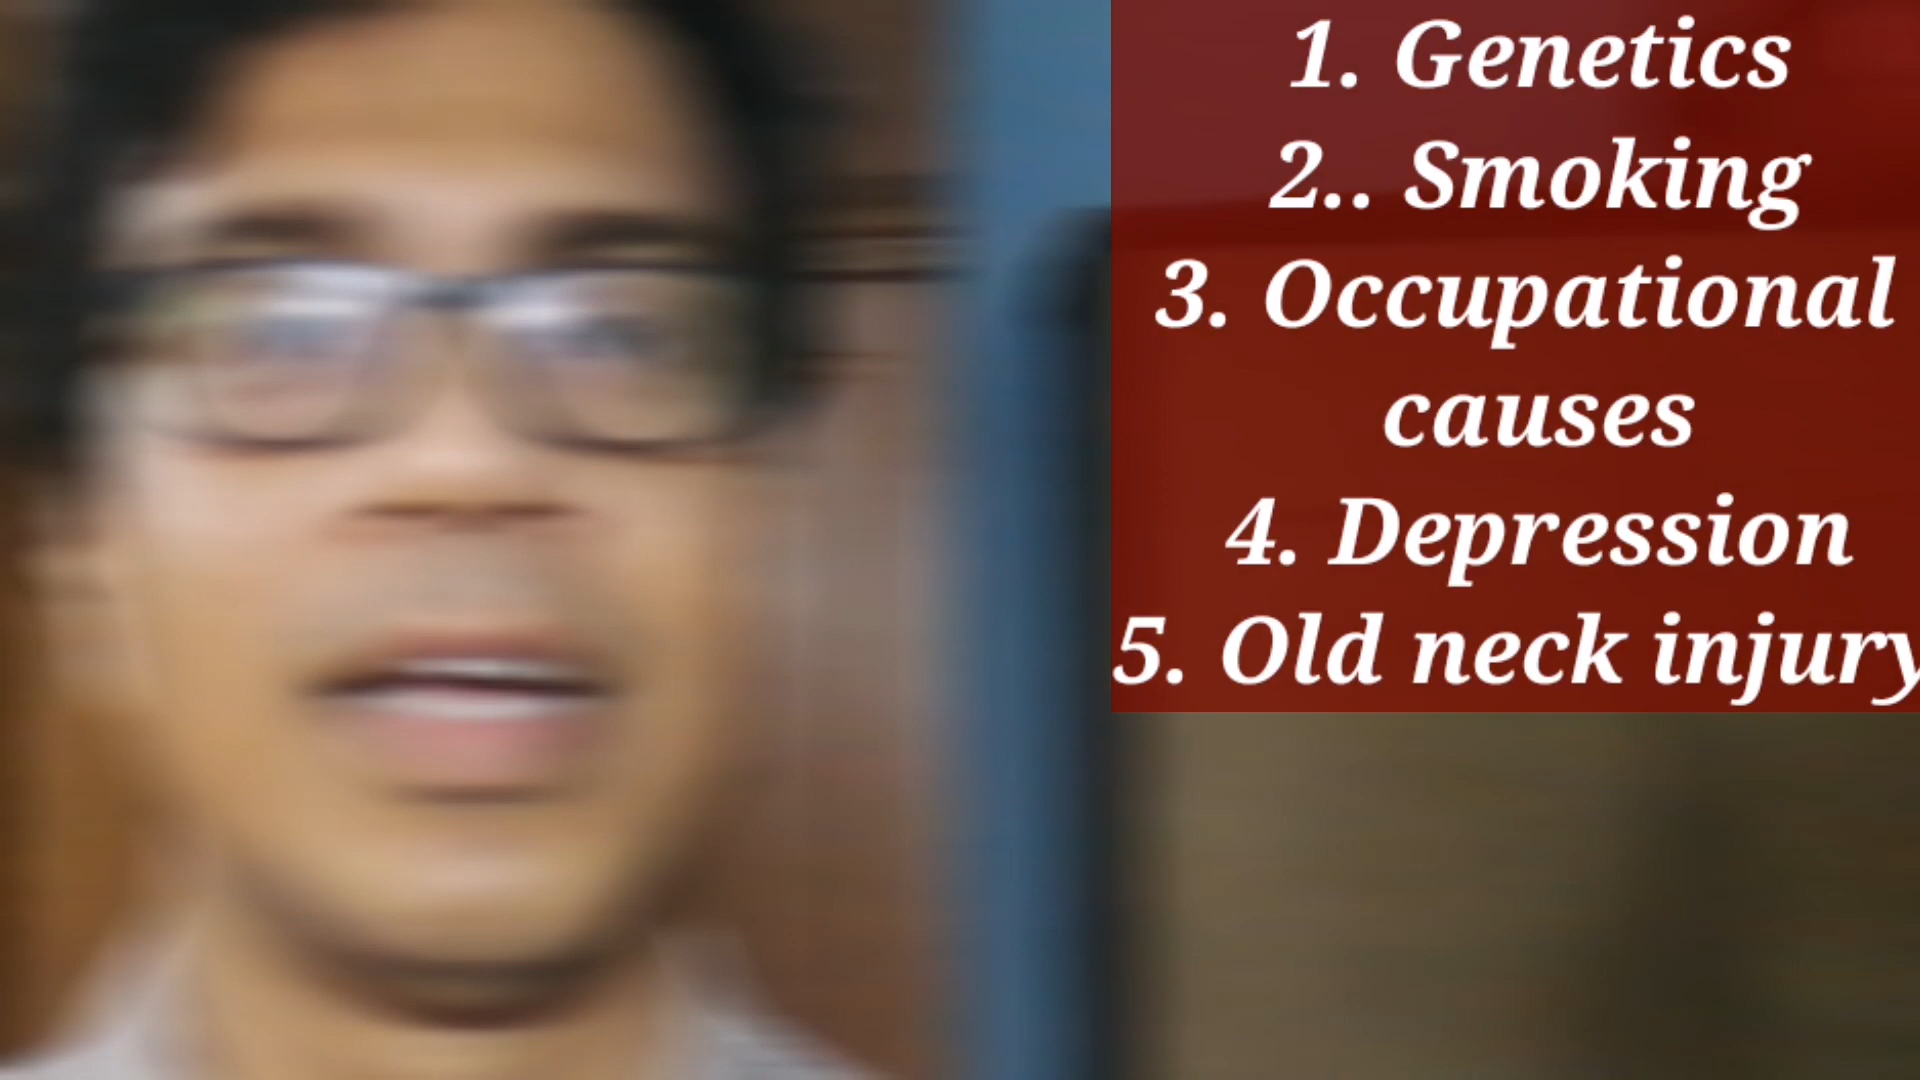 1. Genetics
2.. Smoking
3. Occupational
causes
4. Depression
5. Old neck injury